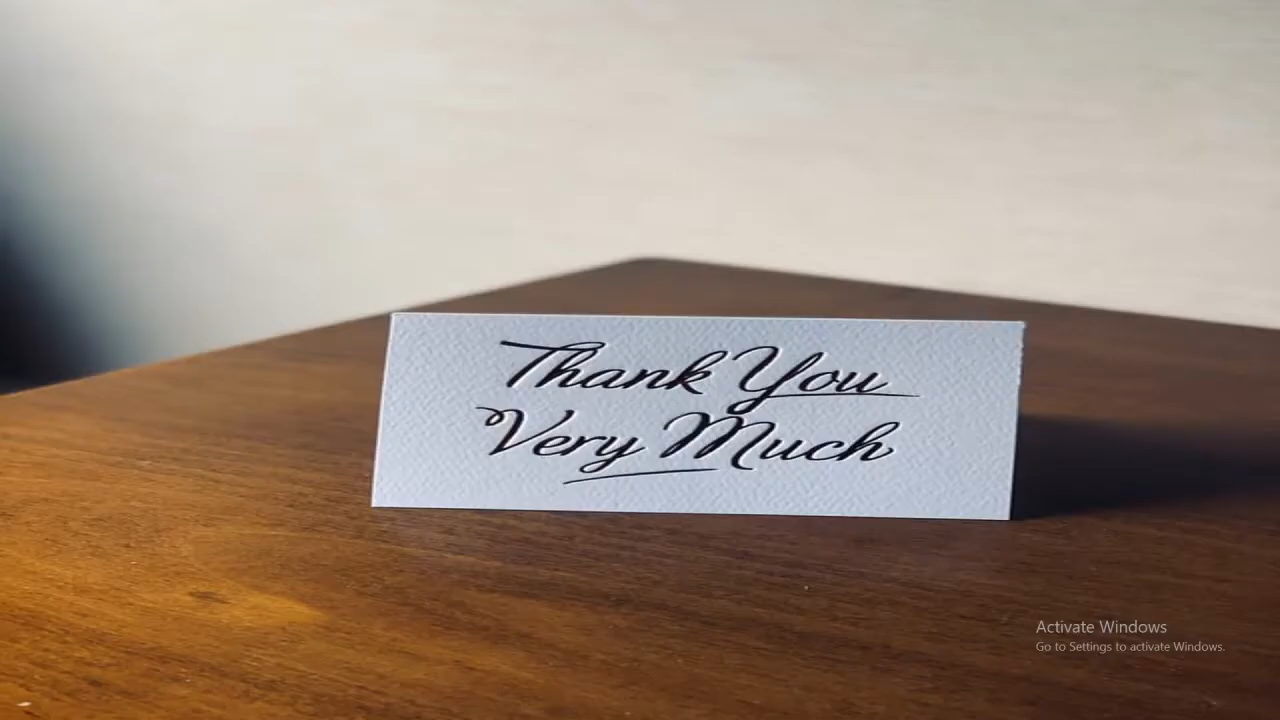 Thank You
Very Much
Activate Windows
Go to Settings to activate Windows.